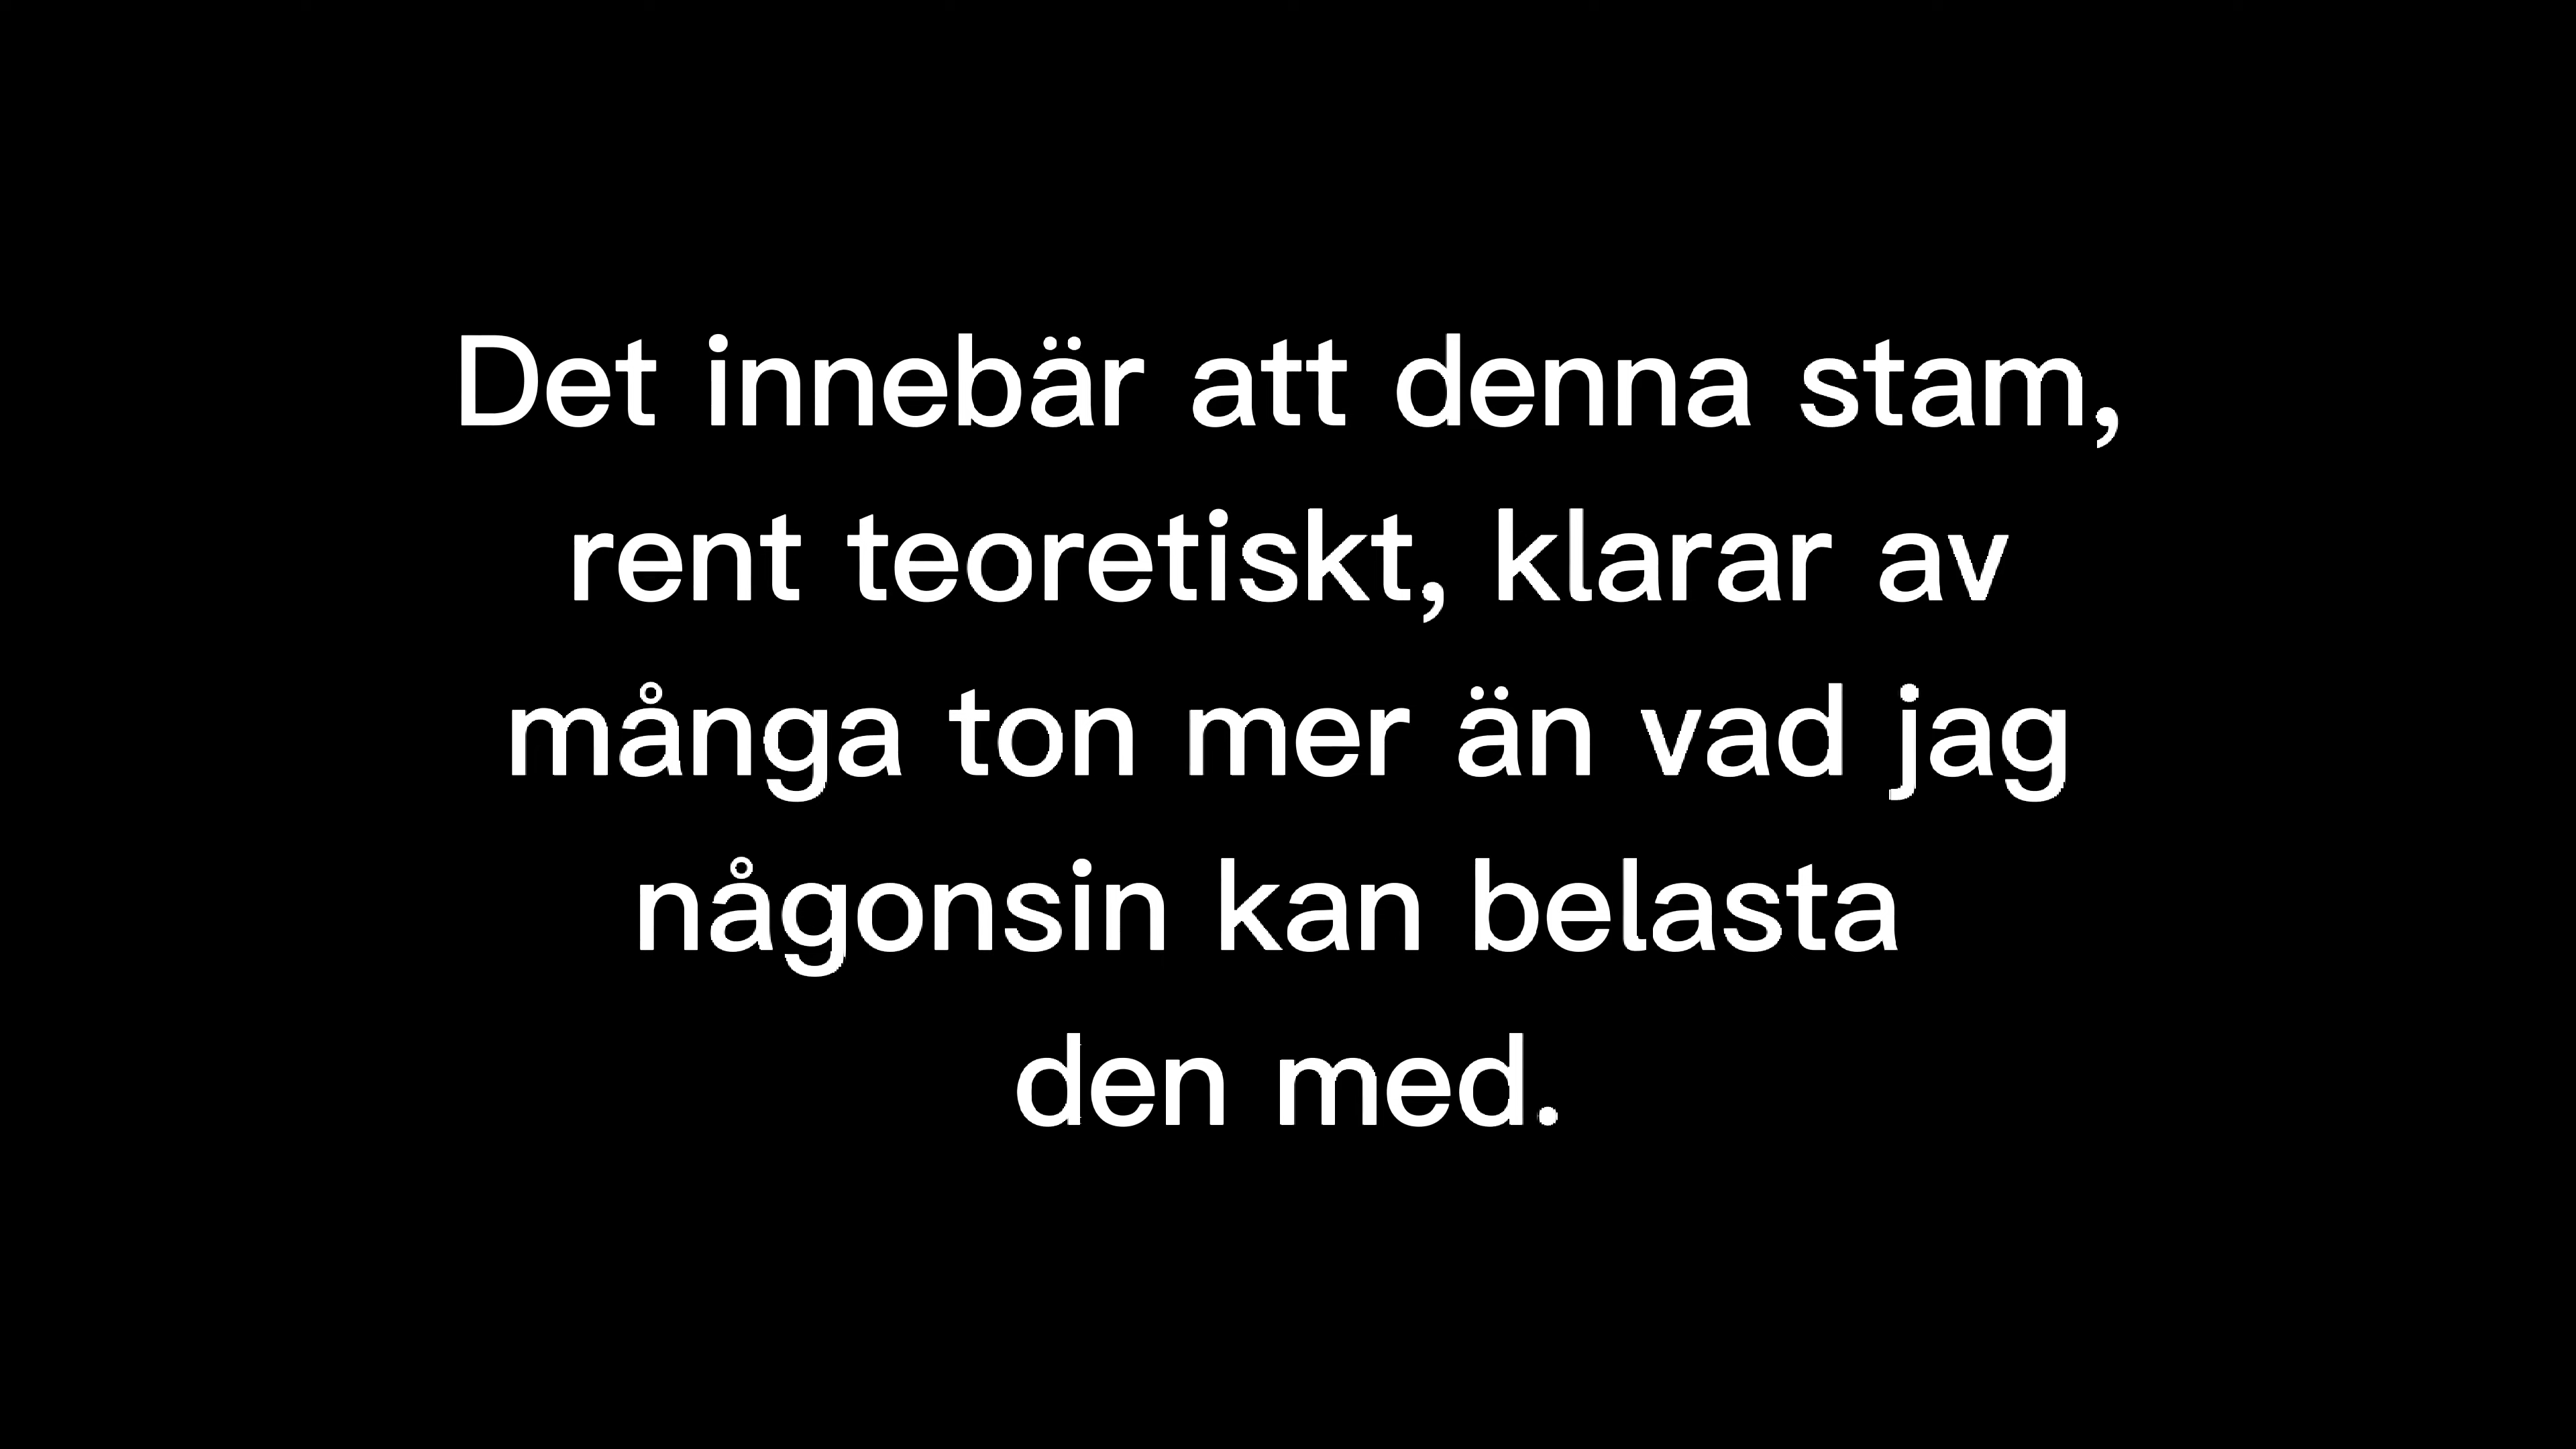 Det innebär att denna stam,
rent teoretiskt, klarar av
många ton mer än vad jag
någonsin kan belasta
den med.